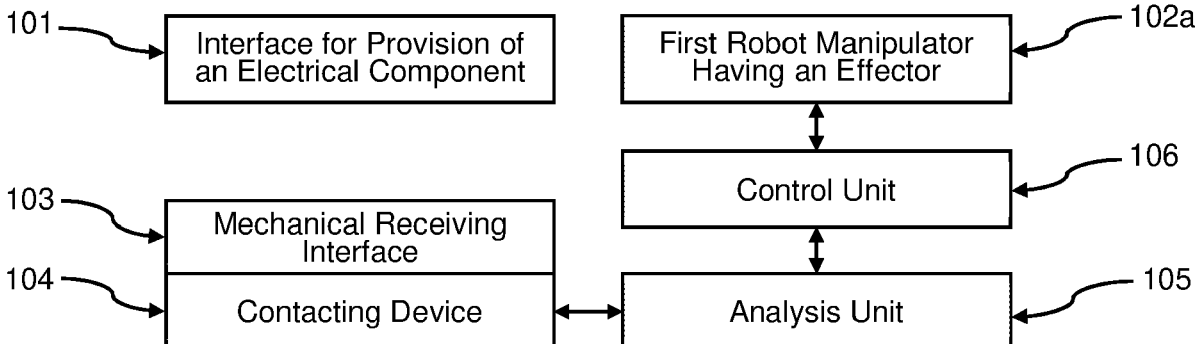 101
Interface for Provision of
an Electrical Component
First Robot Manipulator
Having an Effector
102a
Control Unit
106
103
Mechanical Receiving
Interface
104
Contacting Device
Analysis Unit
105